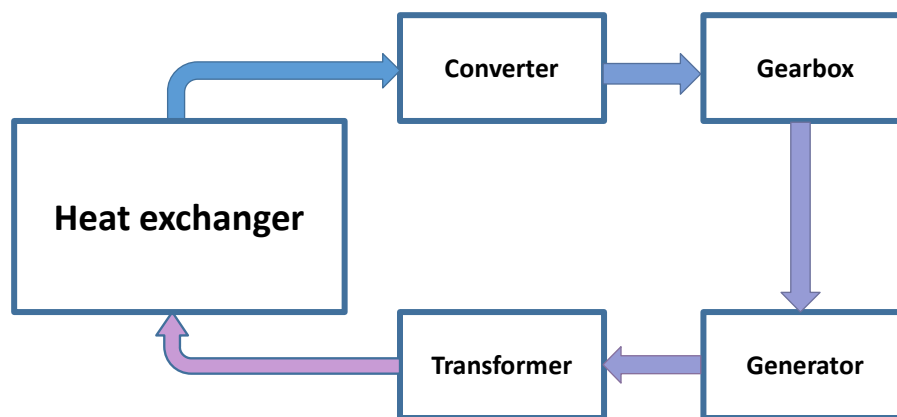 Converter
Gearbox
Heat exchanger
Transformer
Generator